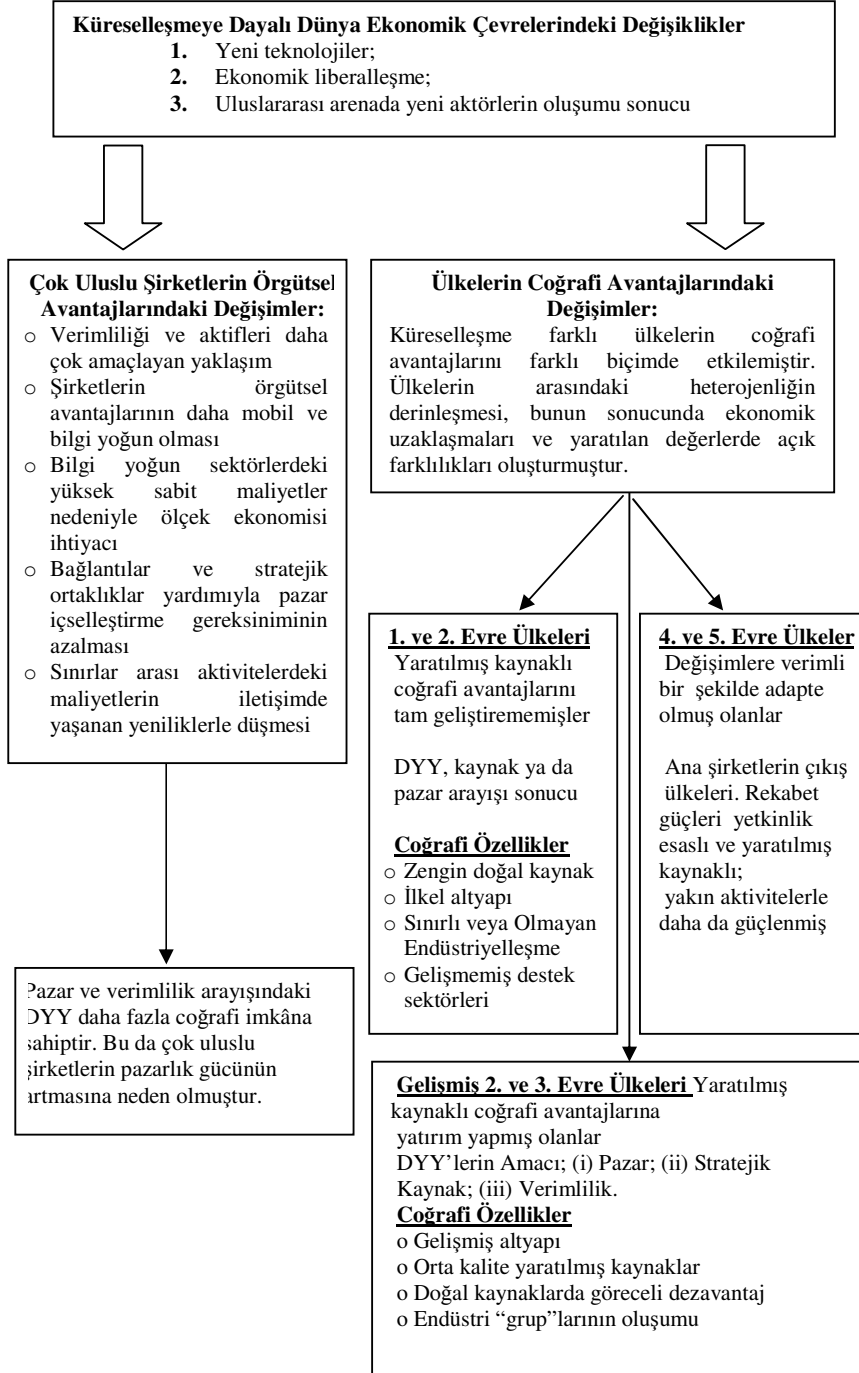 Küreselleşmeye Dayalı Dünya Ekonomik Çevrelerindeki Değişiklikler
1. Yeni teknolojiler;
2. Ekonomik liberalleşme;
3. Uluslararası arenada yeni aktörlerin oluşumu sonucu
Çok Uluslu Şirketlerin Örgütsel
Avantajlarındaki Değişimler:
o Verimliliği ve aktifleri daha
çok amaçlayan yaklaşım
o Şirketlerin örgütsel
avantajlarının daha mobil ve
bilgi yoğun olması
o Bilgi yoğun sektörlerdeki
yüksek sabit maliyetler
nedeniyle ölçek ekonomisi
ihtiyacı
o Bağlantılar ve stratejik
ortaklıklar yardımıyla pazar
içselleştirme gereksiniminin
azalması
o Sınırlar arası aktivitelerdeki
maliyetlerin iletişimde
yaşanan yeniliklerle düşmesi
Ülkelerin Coğrafi Avantajlarındaki
Değişimler:
Küreselleşme farklı ülkelerin coğrafi
avantajlarını farklı biçimde etkilemiştir.
Ülkelerin arasındaki heterojenliğin
derinleşmesi, bunun sonucunda ekonomik
uzaklaşmaları ve yaratılan değerlerde açık
farklılıkları oluşturmuştur.
1. ve 2. Evre Ülkeleri
Yaratılmış kaynaklı
coğrafi avantajlarını
tam geliştirememişler
DYY, kaynak ya da
pazar arayışı sonucu
Coğrafi Özellikler
o Zengin doğal kaynak
o İlkel altyapı
o Sınırlı veya Olmayan
Endüstriyelleşme
o Gelişmemiş destek
sektörleri
4. ve 5. Evre Ülkeler
Değişimlere verimli
bir şekilde adapte
olmuş olanlar
Ana şirketlerin çıkış
ülkeleri. Rekabet
güçleri yetkinlik
esaslı ve yaratılmış
kaynaklı;
yakın aktivitelerle
daha da güçlenmiş
Pazar ve verimlilik arayışındaki
DYY daha fazla coğrafi imkâna
sahiptir. Bu da çok uluslu
şirketlerin pazarlık gücünün
artmasına neden olmuştur.
Gelişmiş 2. ve 3. Evre Ülkeleri Yaratılmış
kaynaklı coğrafi avantajlarına
yatırım yapmış olanlar
DYY’lerin Amacı; (i) Pazar; (ii) Stratejik
Kaynak; (iii) Verimlilik.
Coğrafi Özellikler
o Gelişmiş altyapı
o Orta kalite yaratılmış kaynaklar
o Doğal kaynaklarda göreceli dezavantaj
o Endüstri “grup”larının oluşumu